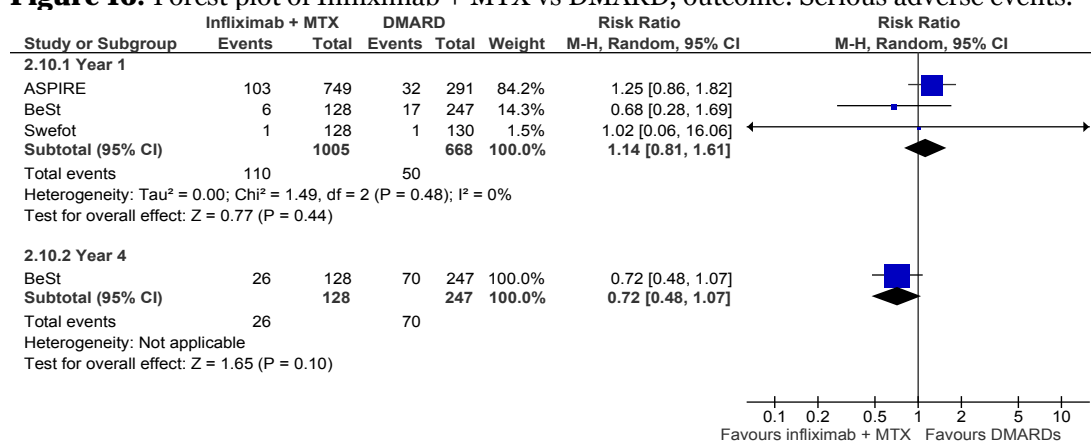 Figure 18. Forest plot of Infliximab + MTX vs DMARD, outcome: Serious adverse events.
Infliximab + MTX DMARD Risk Ratio Risk Ratio
Study or Subgroup Events Total Events Total Weight M-H, Random, 95% CI M-H, Random, 95% CI
2.10.1 Year 1
ASPIRE 103 749 32 291 84.2% 1.25 [0.86, 1.82]
BeSt 6 128 17 247 14.3% 0.68 [0.28, 1.69]
Swefot 1 128 1 130 1.5% 1.02 [0.06, 16.06]
Subtotal (95% CI) 1005 668 100.0% 1.14 [0.81, 1.61]
Total events 110 50
Heterogeneity: Tau² = 0.00; Chi² = 1.49, df = 2 (P = 0.48); I² = 0%
Test for overall effect: Z = 0.77 (P = 0.44)
2.10.2 Year 4
BeSt 26 128 70 247 100.0% 0.72 [0.48, 1.07]
Subtotal (95% CI) 128 247 100.0% 0.72 [0.48, 1.07]
Total events 26 70
Heterogeneity: Not applicable
Test for overall effect: Z = 1.65 (P = 0.10)
0.1 0.2 0.5 1 2 5 10
Favours infliximab + MTX Favours DMARDs